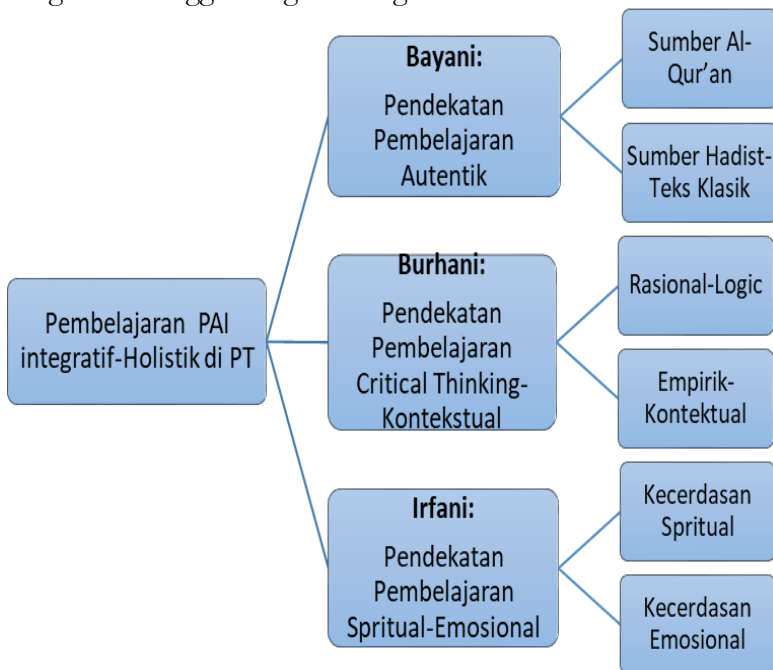 Pembelajaran PAI
integratif-Holistik di PT
Bayani:
Pendekatan
Pembelajaran
Autentik
Sumber Al-
Qur'an
Sumber Hadist-
Teks Klasik
Burhani:
Pendekatan
Pembelajaran
Critical Thinking-
Kontekstual
Rasional-Logic
Empirik-
Kontektual
Irfani:
Pendekatan
Pembelajaran
Spritual-Emosional
Kecerdasan
Spritual
Kecerdasan
Emosional